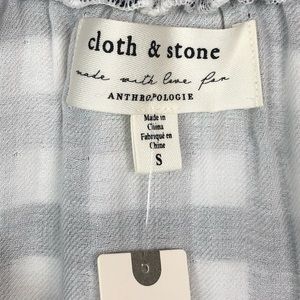 cloth & stone
made with love for
ANTHROPOLOGIE
Made in
China
Fabriqué en
Chine
S